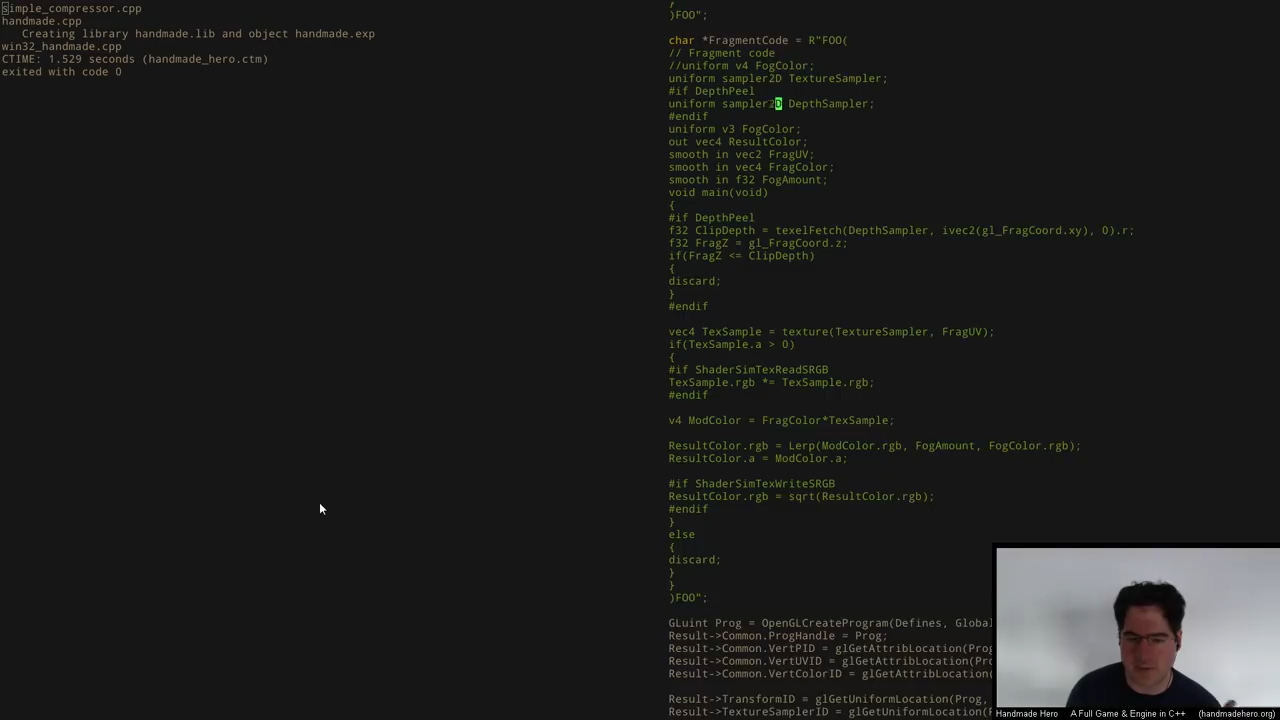 simple_compressor.cpp
handmade.cpp
Creating library handmade.lib and object handmade.exp
win32_handmade.cpp
CTIME: 1.529 seconds (handmade_hero.ctm)
exited with code 0
)FOO";
char *FragmentCode = R"FOO(
// Fragment code
//uniform v4 FogColor;
uniform sampler2D TextureSampler;
#if DepthPeel
uniform sampler2D DepthSampler;
#endif
uniform v3 FogColor;
out vec4 ResultColor;
smooth in vec2 FragUV;
smooth in vec4 FragColor;
smooth in f32 FogAmount;
void main(void)
{
#if DepthPeel
f32 ClipDepth = texelFetch(DepthSampler, ivec2(gl_FragCoord.xy), 0).r;
f32 FragZ = gl_FragCoord.z;
if(FragZ <= ClipDepth)
{
discard;
}
#endif
vec4 TexSample = texture(TextureSampler, FragUV);
if(TexSample.a > 0)
{
#if ShaderSimTexReadSRGB
TexSample.rgb *= TexSample.rgb;
#endif
v4 ModColor = FragColor*TexSample;
ResultColor.rgb = Lerp(ModColor.rgb, FogAmount, FogColor.rgb);
ResultColor.a = ModColor.a;
#if ShaderSimTexWriteSRGB
ResultColor.rgb = sqrt(ResultColor.rgb);
#endif
}
else
{
discard;
}
}
)FOO";
GLuint Prog = OpenGLCreateProgram(Defines, Global
Result->Common.ProgHandle = Prog;
Result->Common.VertPID = glGetAttribLocation(Prog
Result->Common.VertUVID = glGetAttribLocation(Pro
Result->Common.VertColorID = glGetAttribLocation(
Result->TransformID = glGetUniformLocation(Prog,
Result->TextureSamplerID = glGetUniformLocation(P
Handmade Hero A Full Game & Engine in C++ (handmadehero.org)